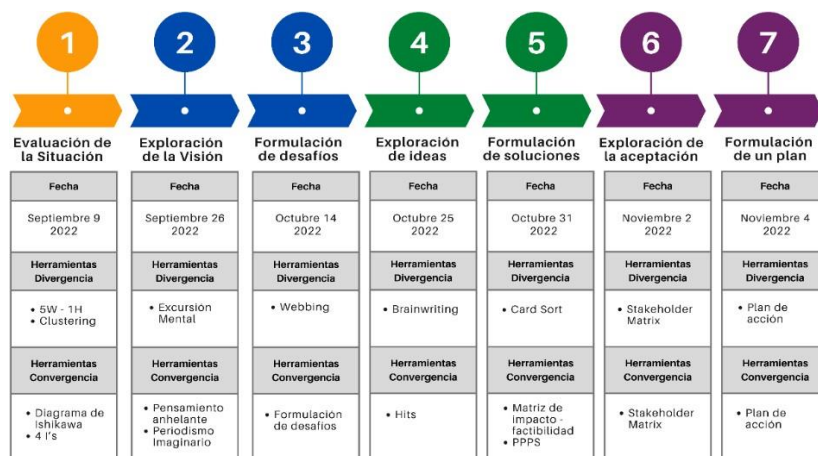 1
2
3
4
5
6
7
Evaluación de
la Situación
Exploración
de la Visión
Formulación
de desafíos
Exploración
de ideas
Formulación
de soluciones
Exploración de
la aceptación
Formulación
de un plan
Fecha
Fecha
Fecha
Fecha
Fecha
Fecha
Fecha
Septiembre 9
2022
Septiembre 26
2022
Octubre 14
2022
Octubre 25
2022
Octubre 31
2022
Noviembre 2
2022
Noviembre 4
2022
Herramientas
Divergencia
Herramientas
Divergencia
Herramientas
Divergencia
Herramientas
Divergencia
Herramientas
Divergencia
Herramientas
Divergencia
Herramientas
Divergencia
• 5W - 1H
• Clustering
• Excursión
Mental
• Webbing
• Brainwriting
• Card Sort
• Stakeholder
Matrix
• Plan de
acción
Herramientas
Convergencia
Herramientas
Convergencia
Herramientas
Convergencia
Herramientas
Convergencia
Herramientas
Convergencia
Herramientas
Convergencia
Herramientas
Convergencia
• Diagrama de
Ishikawa
• 4 I's
• Pensamiento
anhelante
• Periodismo
Imaginario
• Formulación
de desafíos
• Hits
• Matriz de
impacto -
factibilidad
• PPPS
• Stakeholder
Matrix
• Plan de
acción